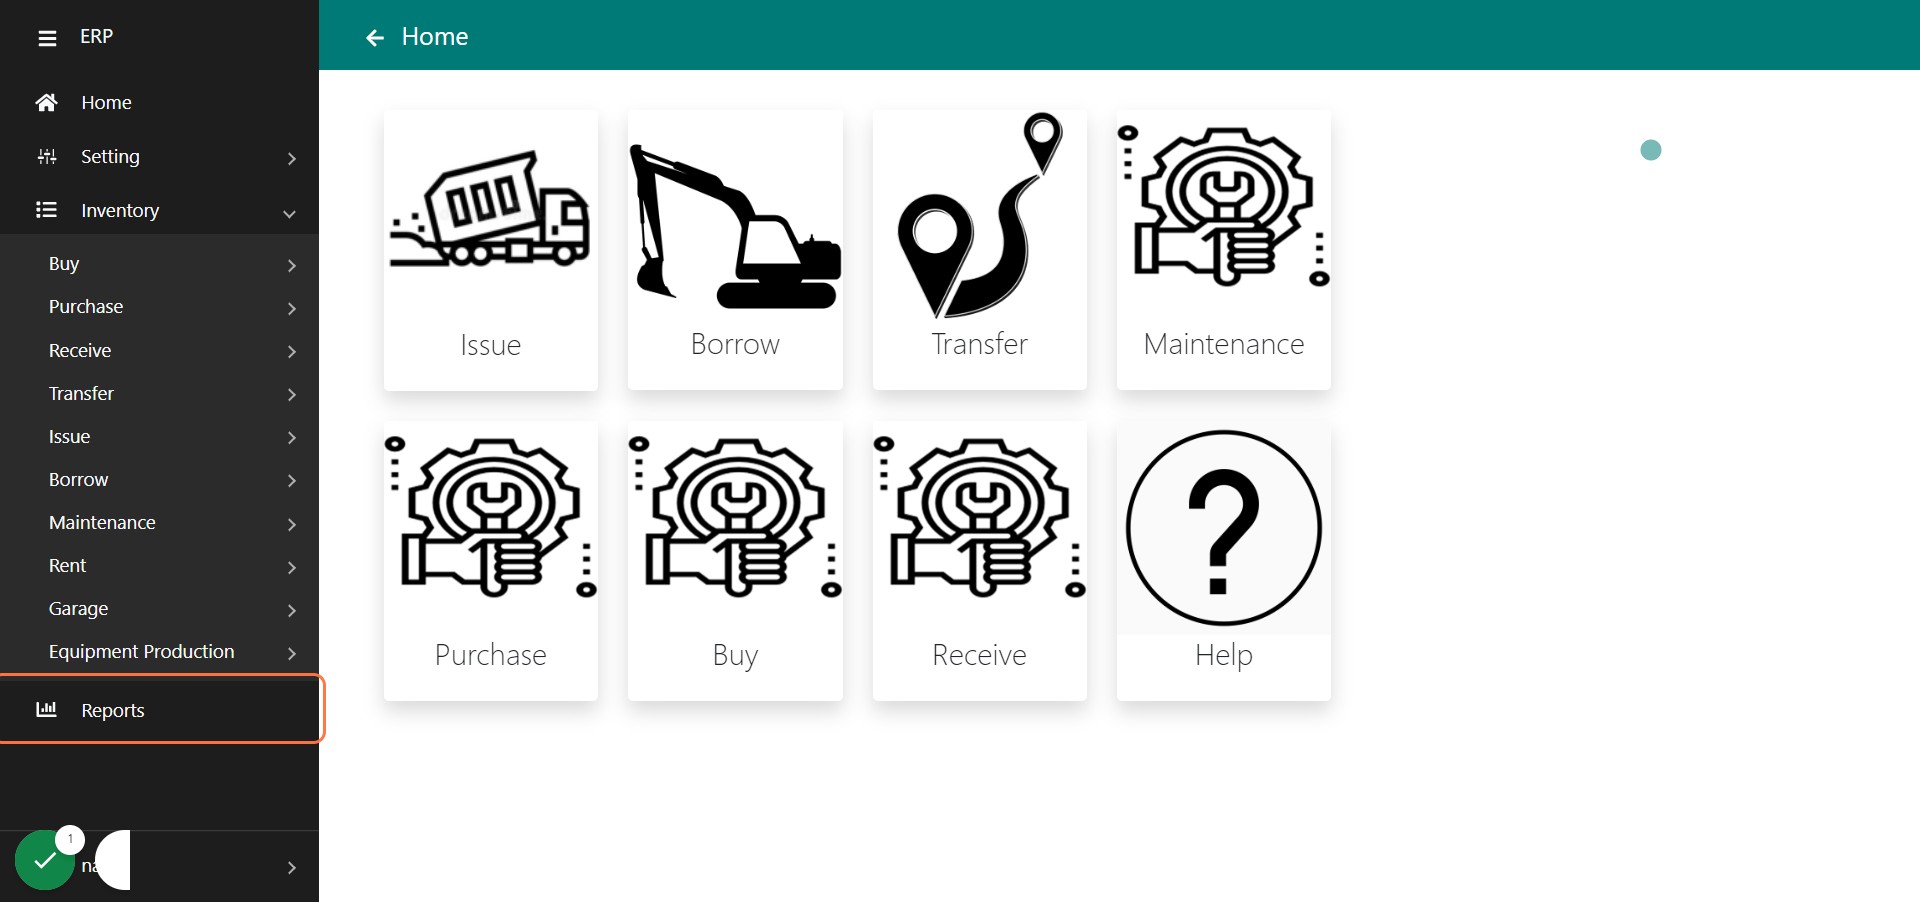 ERP
Home
Setting
Inventory
Buy
Purchase
Receive
Transfer
Issue
Borrow
Maintenance
Rent
Garage
Equipment Production
Reports
1
Home
Issue
Borrow
Transfer
Maintenance
Purchase
Buy
Receive
Help